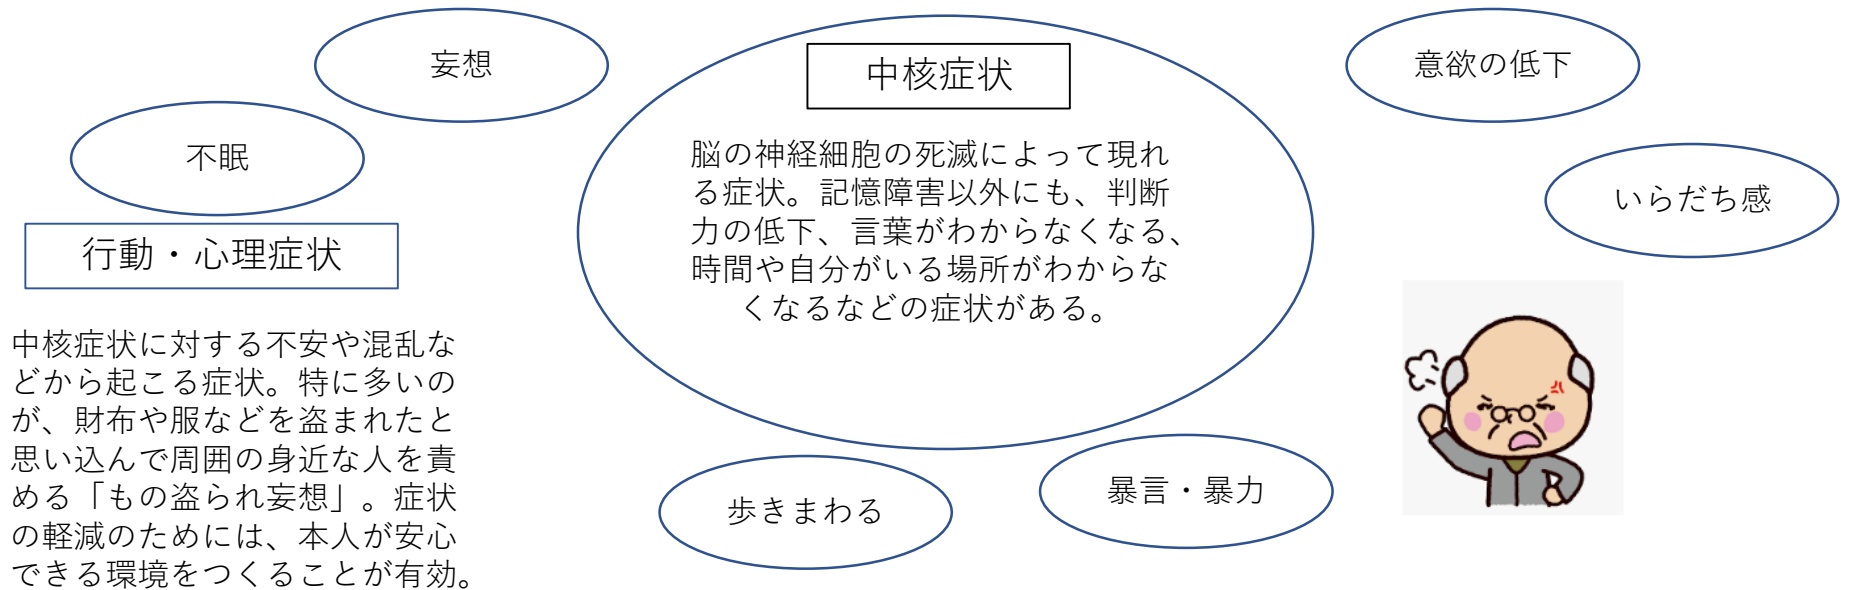 妄想
中核症状
意欲の低下
不眠
いらだち感
脳の神経細胞の死滅によって現れ
る症状。記憶障害以外にも、判断
力の低下、言葉がわからなくなる、
時間や自分がいる場所がわからな
くなるなどの症状がある。
行動・心理症状
中核症状に対する不安や混乱な
どから起こる症状。特に多いの
が、財布や服などを盗まれたと
思い込んで周囲の身近な人を責
める「もの盗られ妄想」。症状
の軽減のためには、本人が安心
できる環境をつくることが有効。
歩きまわる
暴言・暴力